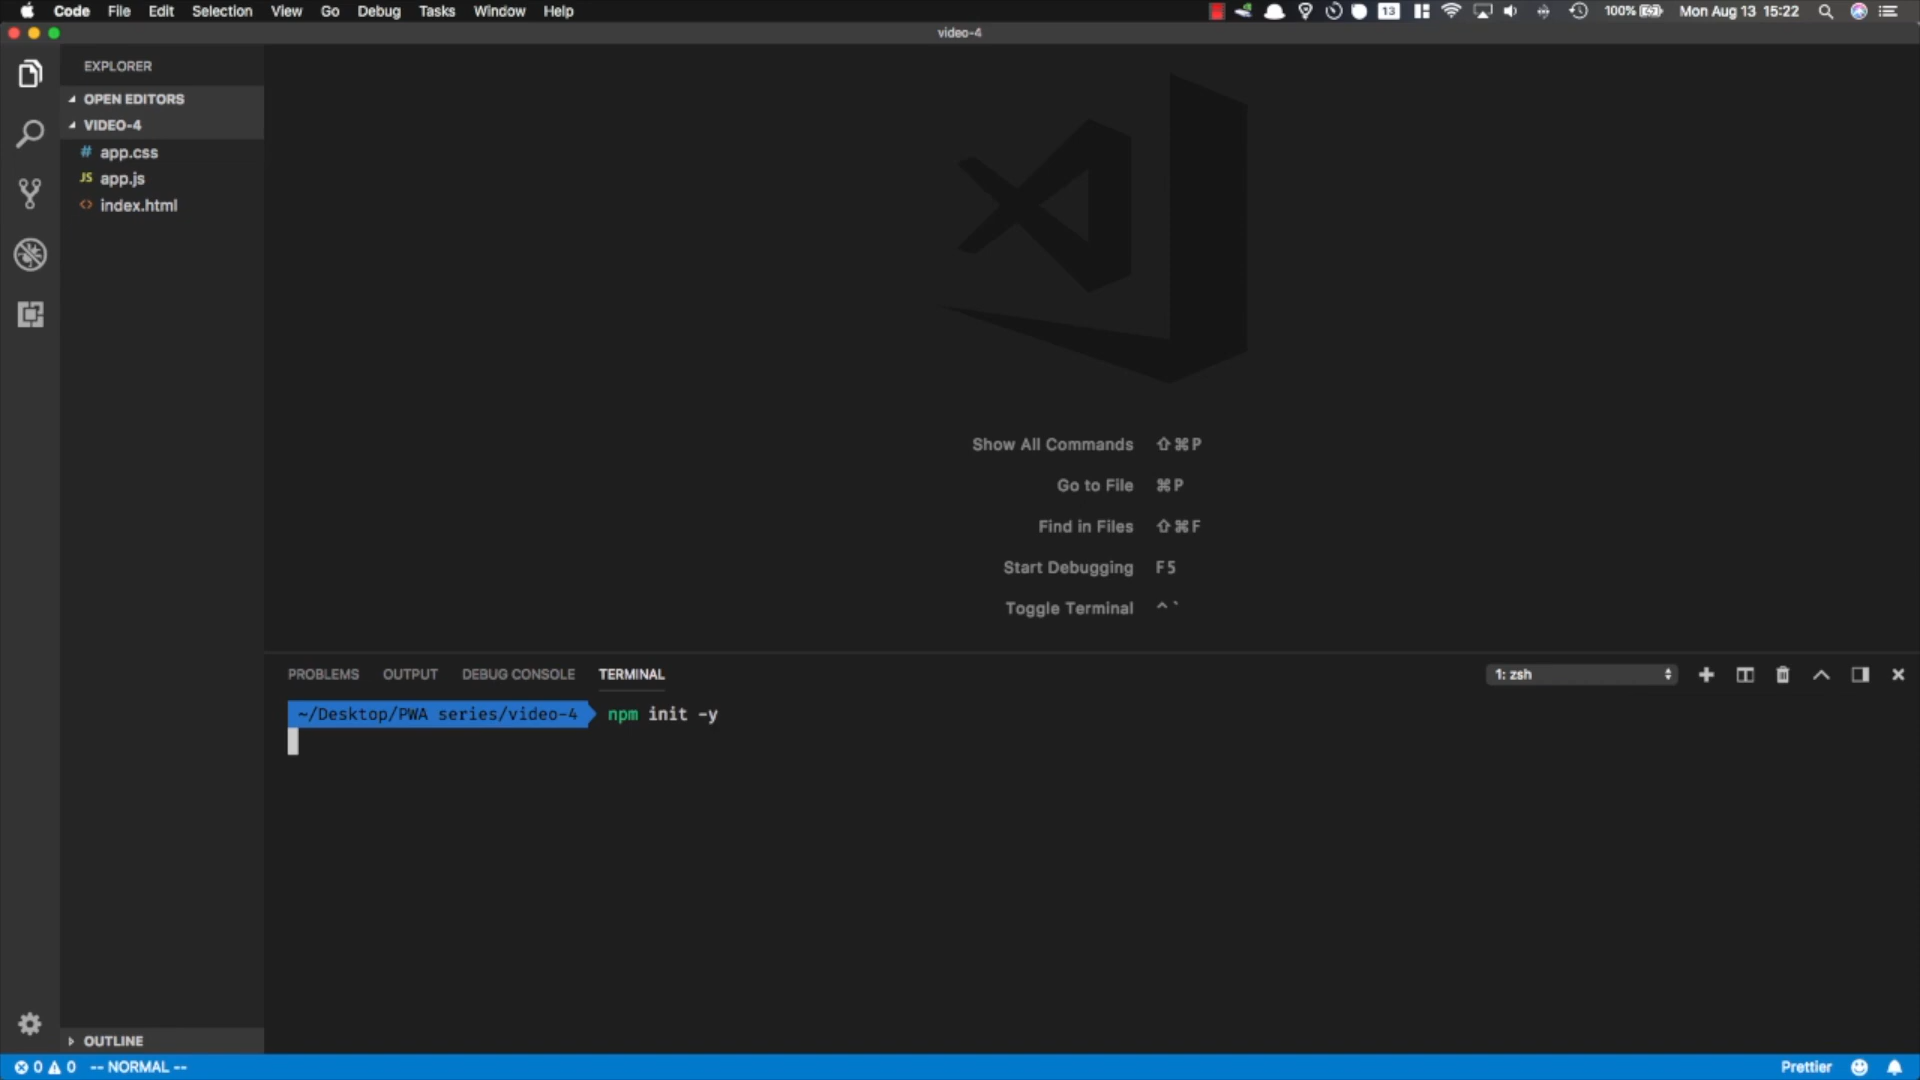 Code File Edit Selection View Go Debug Tasks Window Help 13 100% Mon Aug 13 15:22
video-4
EXPLORER
OPEN EDITORS
VIDEO-4
# app.css
JS app.js
<> index.html
Show All Commands ⇧⌘P
Go to File ⌘P
Find in Files ⇧⌘F
Start Debugging F5
Toggle Terminal ^`
PROBLEMS OUTPUT DEBUG CONSOLE TERMINAL 1: zsh
~/Desktop/PWA series/video-4 npm init -y
OUTLINE
0 0 -- NORMAL -- Prettier